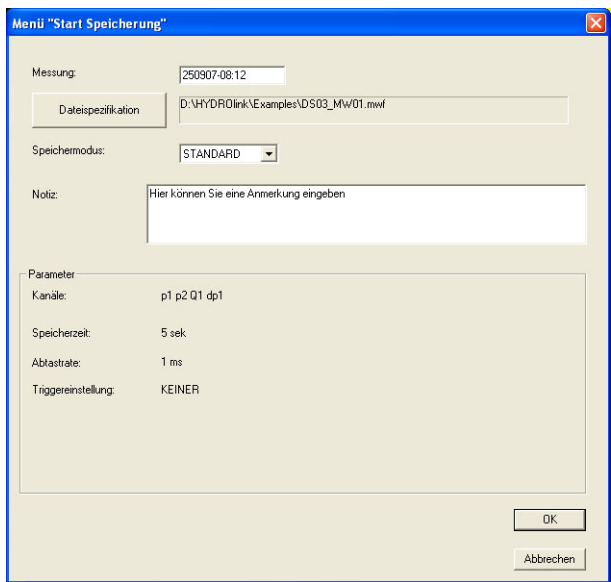 Menü "Start Speicherung"
Messung: 250907-08:12
Dateispezifikation D:\HYDROlink\Examples\DS03_MW01.mwf
Speichermodus: STANDARD
Notiz: Hier können Sie eine Anmerkung eingeben
Parameter
Kanäle: p1 p2 Q1 dp1
Speicherzeit: 5 sek
Abtastrate: 1 ms
Triggereinstellung: KEINER
OK
Abbrechen